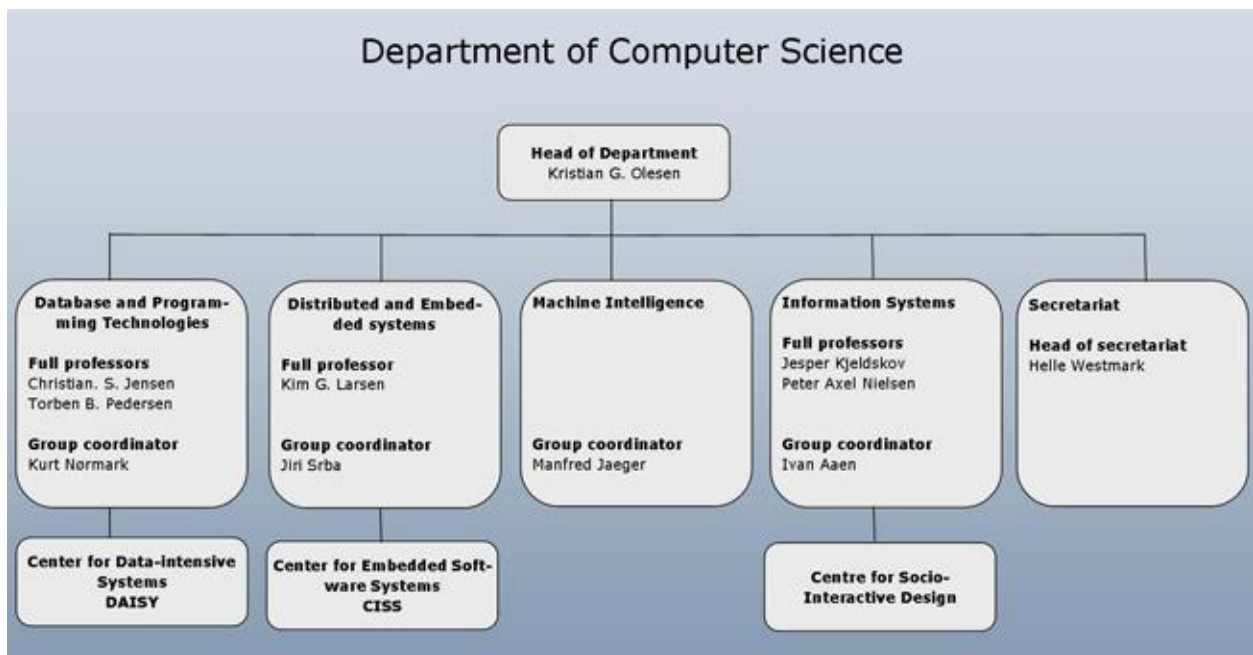 Department of Computer Science
Head of Department
Kristian G. Olesen
Database and Program-
ming Technologies
Full professors
Christian. S. Jensen
Torben B. Pedersen
Group coordinator
Kurt Nørmark
Distributed and Embed-
ded systems
Full professor
Kim G. Larsen
Group coordinator
Jiri Srba
Machine Intelligence
Group coordinator
Manfred Jaeger
Information Systems
Full professors
Jesper Kjeldskov
Peter Axel Nielsen
Group coordinator
Ivan Aaen
Secretariat
Head of secretariat
Helle Westmark
Center for Data-intensive
Systems
DAISY
Center for Embedded Soft-
ware Systems
CISS
Centre for Socio-
Interactive Design